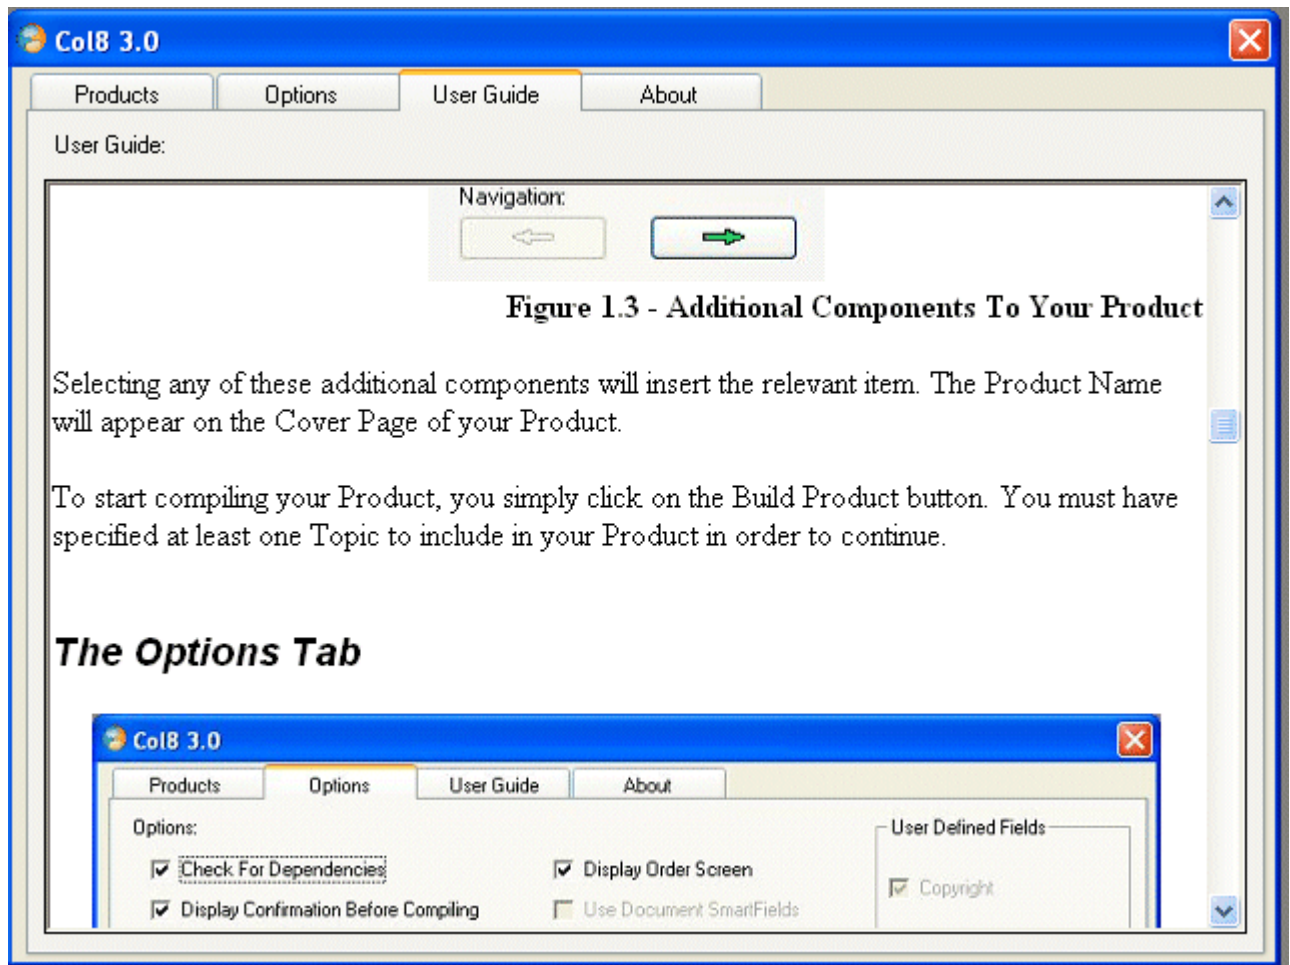 Col8 3.0
Products Options User Guide About
User Guide:
Navigation:
Figure 1.3 - Additional Components To Your Product
Selecting any of these additional components will insert the relevant item. The Product Name
will appear on the Cover Page of your Product.
To start compiling your Product, you simply click on the Build Product button. You must have
specified at least one Topic to include in your Product in order to continue.
The Options Tab
Col8 3.0
Products Options User Guide About
Options: User Defined Fields
Check For Dependencies Display Order Screen
Copyright
Display Confirmation Before Compiling Use Document SmartFields